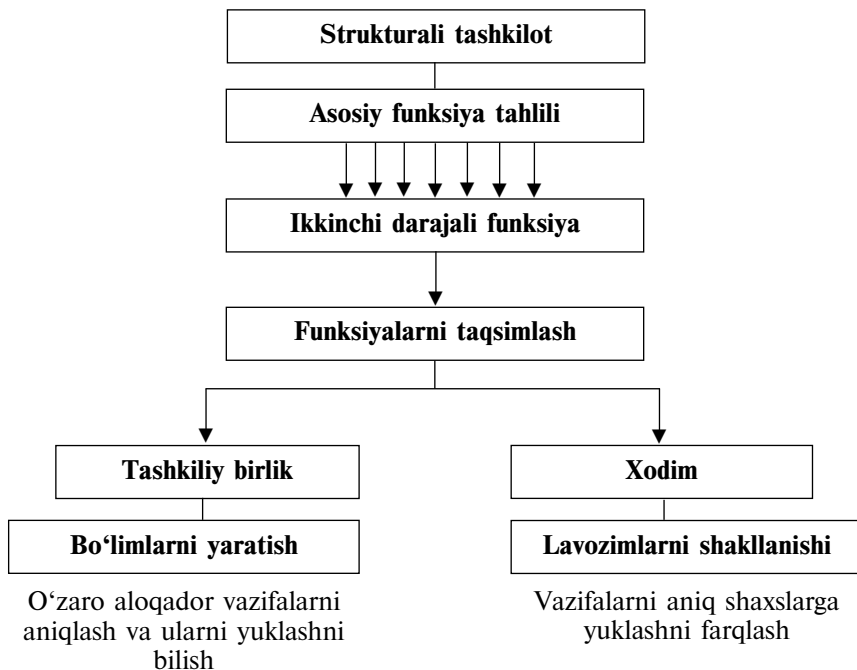 Strukturali tashkilot
Asosiy funksiya tahlili
Ikkinchi darajali funksiya
Funksiyalarni taqsimlash
Tashkiliy birlik
Xodim
Bo‘limlarni yaratish
Lavozimlarni shakllanishi
O‘zaro aloqador vazifalarni
aniqlash va ularni yuklashni
bilish
Vazifalarni aniq shaxslarga
yuklashni farqlash